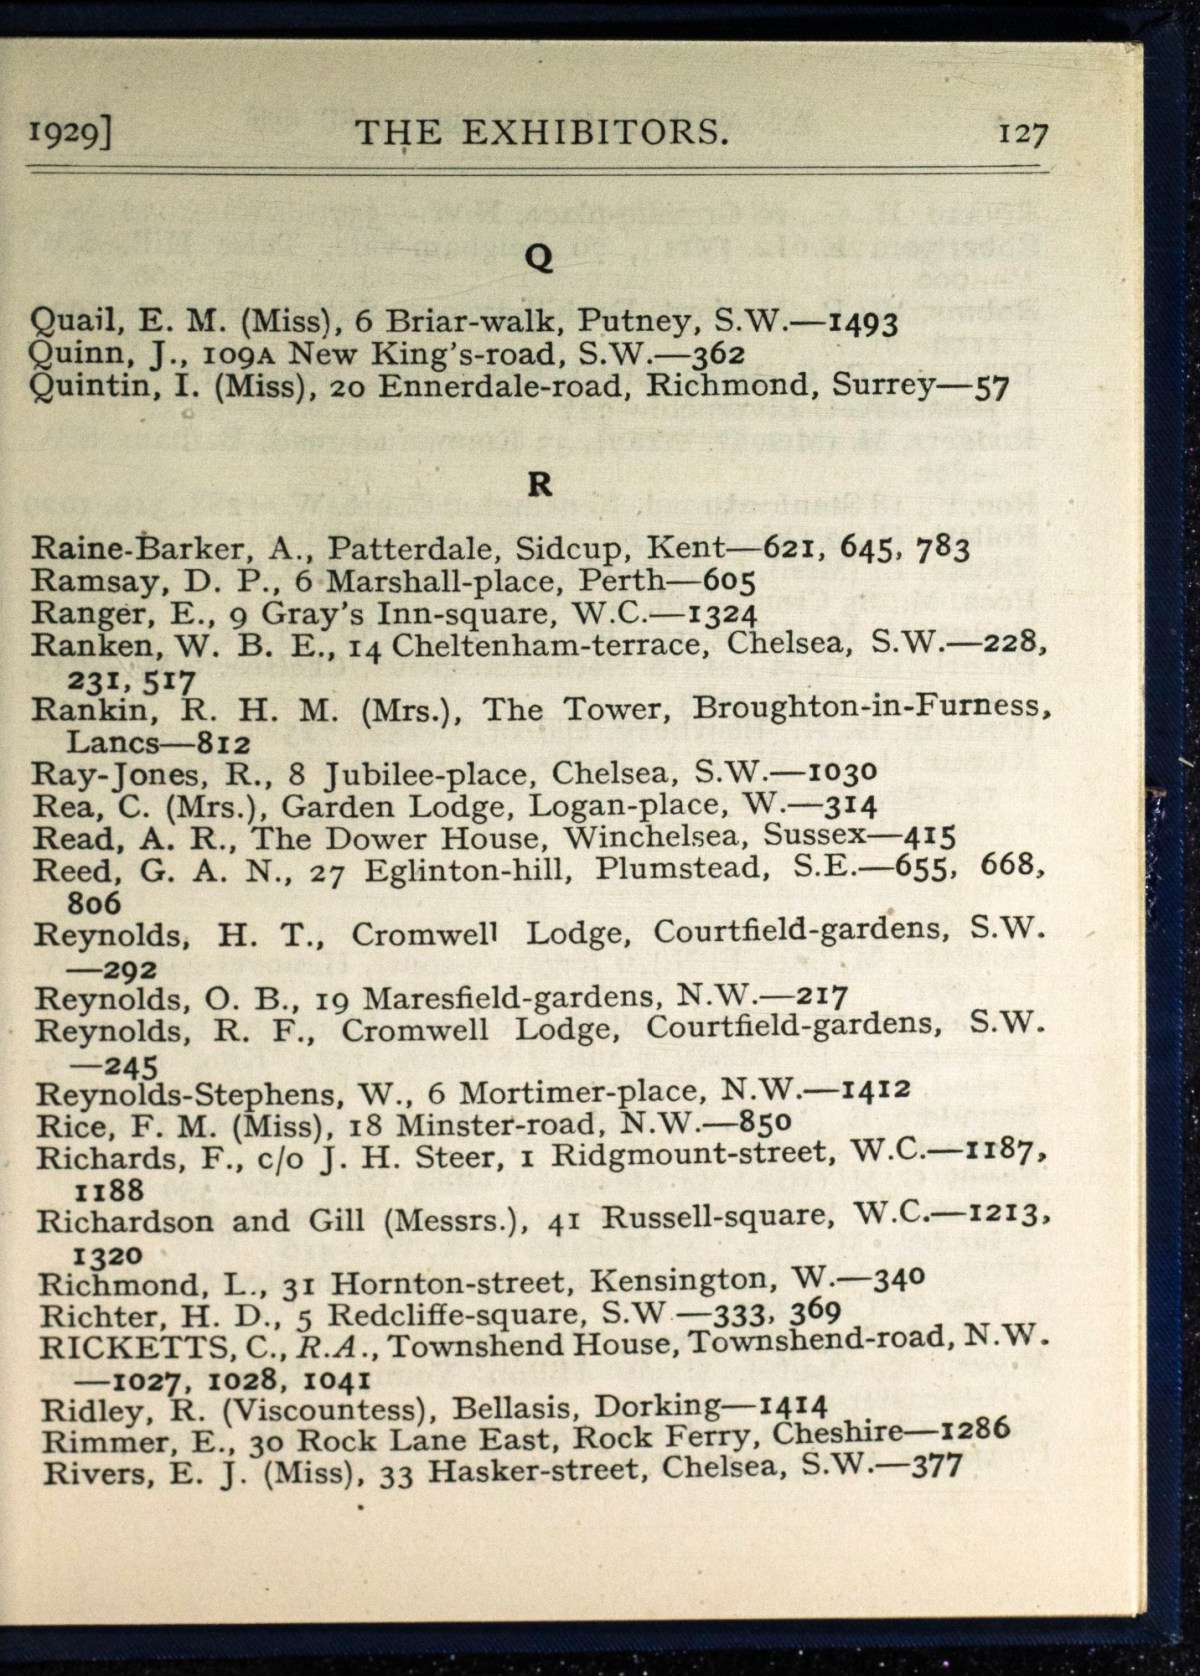 1929] THE EXHIBITORS. 127
Q
Quail, E. M. (Miss), 6 Briar-walk, Putney, S.W.—1493
Quinn, J., 109A New King's-road, S.W.—362
Quintin, I. (Miss), 20 Ennerdale-road, Richmond, Surrey—57
R
Raine-Barker, A., Patterdale, Sidcup, Kent—621, 645, 783
Ramsay, D. P., 6 Marshall-place, Perth—605
Ranger, E., 9 Gray's Inn-square, W.C.—1324
Ranken, W. B. E., 14 Cheltenham-terrace, Chelsea, S.W.—228,
231, 517
Rankin, R. H. M. (Mrs.), The Tower, Broughton-in-Furness,
Lancs—812
Ray-Jones, R., 8 Jubilee-place, Chelsea, S.W.—1030
Rea, C. (Mrs.), Garden Lodge, Logan-place, W.—314
Read, A. R., The Dower House, Winchelsea, Sussex—415
Reed, G. A. N., 27 Eglinton-hill, Plumstead, S.E.—655, 668,
806
Reynolds, H. T., Cromwell Lodge, Courtfield-gardens, S.W.
—292
Reynolds, O. B., 19 Maresfield-gardens, N.W.—217
Reynolds, R. F., Cromwell Lodge, Courtfield-gardens, S.W.
—245
Reynolds-Stephens, W., 6 Mortimer-place, N.W.—1412
Rice, F. M. (Miss), 18 Minster-road, N.W.—850
Richards, F., c/o J. H. Steer, 1 Ridgmount-street, W.C.—1187,
1188
Richardson and Gill (Messrs.), 41 Russell-square, W.C.—1213,
1320
Richmond, L., 31 Hornton-street, Kensington, W.—340
Richter, H. D., 5 Redcliffe-square, S.W.—333, 369
RICKETTS, C., R.A., Townshend House, Townshend-road, N.W.
—1027, 1028, 1041
Ridley, R. (Viscountess), Bellasis, Dorking—1414
Rimmer, E., 30 Rock Lane East, Rock Ferry, Cheshire—1286
Rivers, E. J. (Miss), 33 Hasker-street, Chelsea, S.W.—377